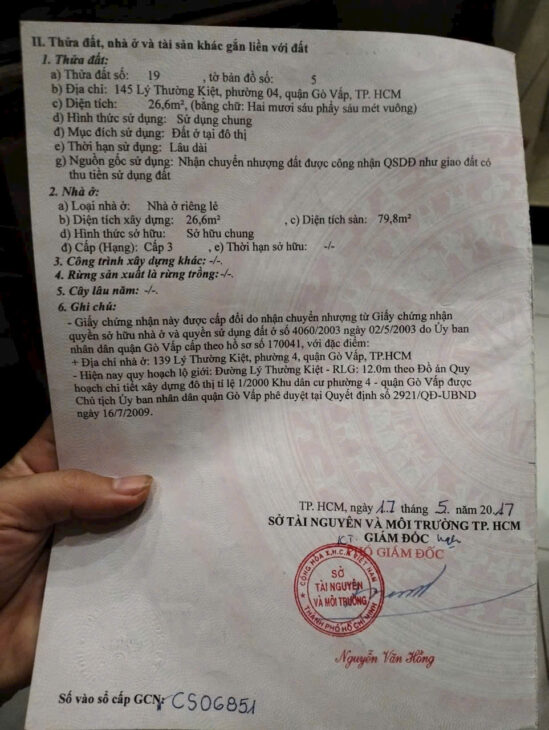 II. Thửa đất, nhà ở và tài sản khác gắn liền với đất
1. Thửa đất:
a) Thửa đất số: 19 , tờ bản đồ số: 5
b) Địa chỉ: 145 Lý Thường Kiệt, phường 04, quận Gò Vấp, TP. HCM
c) Diện tích: 26,6m², (bằng chữ: Hai mươi sáu phẩy sáu mét vuông)
d) Hình thức sử dụng: Sử dụng chung
đ) Mục đích sử dụng: Đất ở tại đô thị
e) Thời hạn sử dụng: Lâu dài
g) Nguồn gốc sử dụng: Nhận chuyển nhượng đất được công nhận QSDĐ như giao đất có
thu tiền sử dụng đất
2. Nhà ở:
a) Loại nhà ở: Nhà ở riêng lẻ
b) Diện tích xây dựng: 26,6m² , c) Diện tích sàn: 79,8m²
d) Hình thức sở hữu: Sở hữu chung
đ) Cấp (Hạng): Cấp 3 , e) Thời hạn sở hữu: -/-
3. Công trình xây dựng khác: -/-.
4. Rừng sản xuất là rừng trồng:-/-.
5. Cây lâu năm: -/-.
6. Ghi chú:
- Giấy chứng nhận này được cấp đổi do nhận chuyển nhượng từ Giấy chứng nhận
quyền sở hữu nhà ở và quyền sử dụng đất ở số 4060/2003 ngày 02/5/2003 do Ủy ban
nhân dân quận Gò Vấp cấp theo hồ sơ số 170041, với đặc điểm:
+ Địa chỉ nhà ở: 139 Lý Thường Kiệt, phường 4, quận Gò Vấp, TP.HCM
- Hiện nay quy hoạch lộ giới: Đường Lý Thường Kiệt - RLG: 12.0m theo Đồ án Quy
hoạch chi tiết xây dựng đô thị tỉ lệ 1/2000 Khu dân cư phường 4 - quận Gò Vấp được
Chủ tịch Ủy ban nhân dân quận Gò Vấp phê duyệt tại Quyết định số 2921/QĐ-UBND
ngày 16/7/2009.
TP. HCM, ngày 17 tháng 5. năm 2017
SỞ TÀI NGUYÊN VÀ MÔI TRƯỜNG TP. HCM
KT. GIÁM ĐỐC
PHÓ GIÁM ĐỐC
CỘNG HÒA X.H.C.N VIỆT NAM
SỞ
TÀI NGUYÊN
VÀ MÔI TRƯỜNG
THÀNH PHỐ HỒ CHÍ MINH
Nguyễn Văn Hồng
Số vào sổ cấp GCN: CS06851